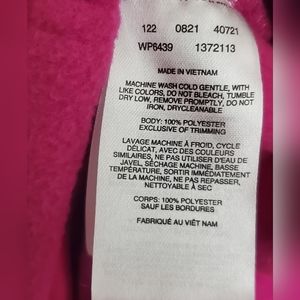 122 0821 40721
WP6439 1372113
MADE IN VIETNAM
MACHINE WASH COLD GENTLE, WITH
LIKE COLORS, DO NOT BLEACH, TUMBLE
DRY LOW, REMOVE PROMPTLY, DO NOT
IRON, DRYCLEANABLE
BODY: 100% POLYESTER
EXCLUSIVE OF TRIMMING
LAVAGE MACHINE À FROID, CYCLE
DÉLICAT, AVEC DES COULEURS
SIMILAIRES, NE PAS UTILISER D'EAU DE
JAVEL, SÉCHAGE MACHINE, BASSE
TEMPÉRATURE, SORTIR IMMÉDIATEMENT
DE LA MACHINE, NE PAS REPASSER,
NETTOYABLE À SEC
CORPS: 100% POLYESTER
SAUF LES BORDURES
FABRIQUÉ AU VIÊT NAM